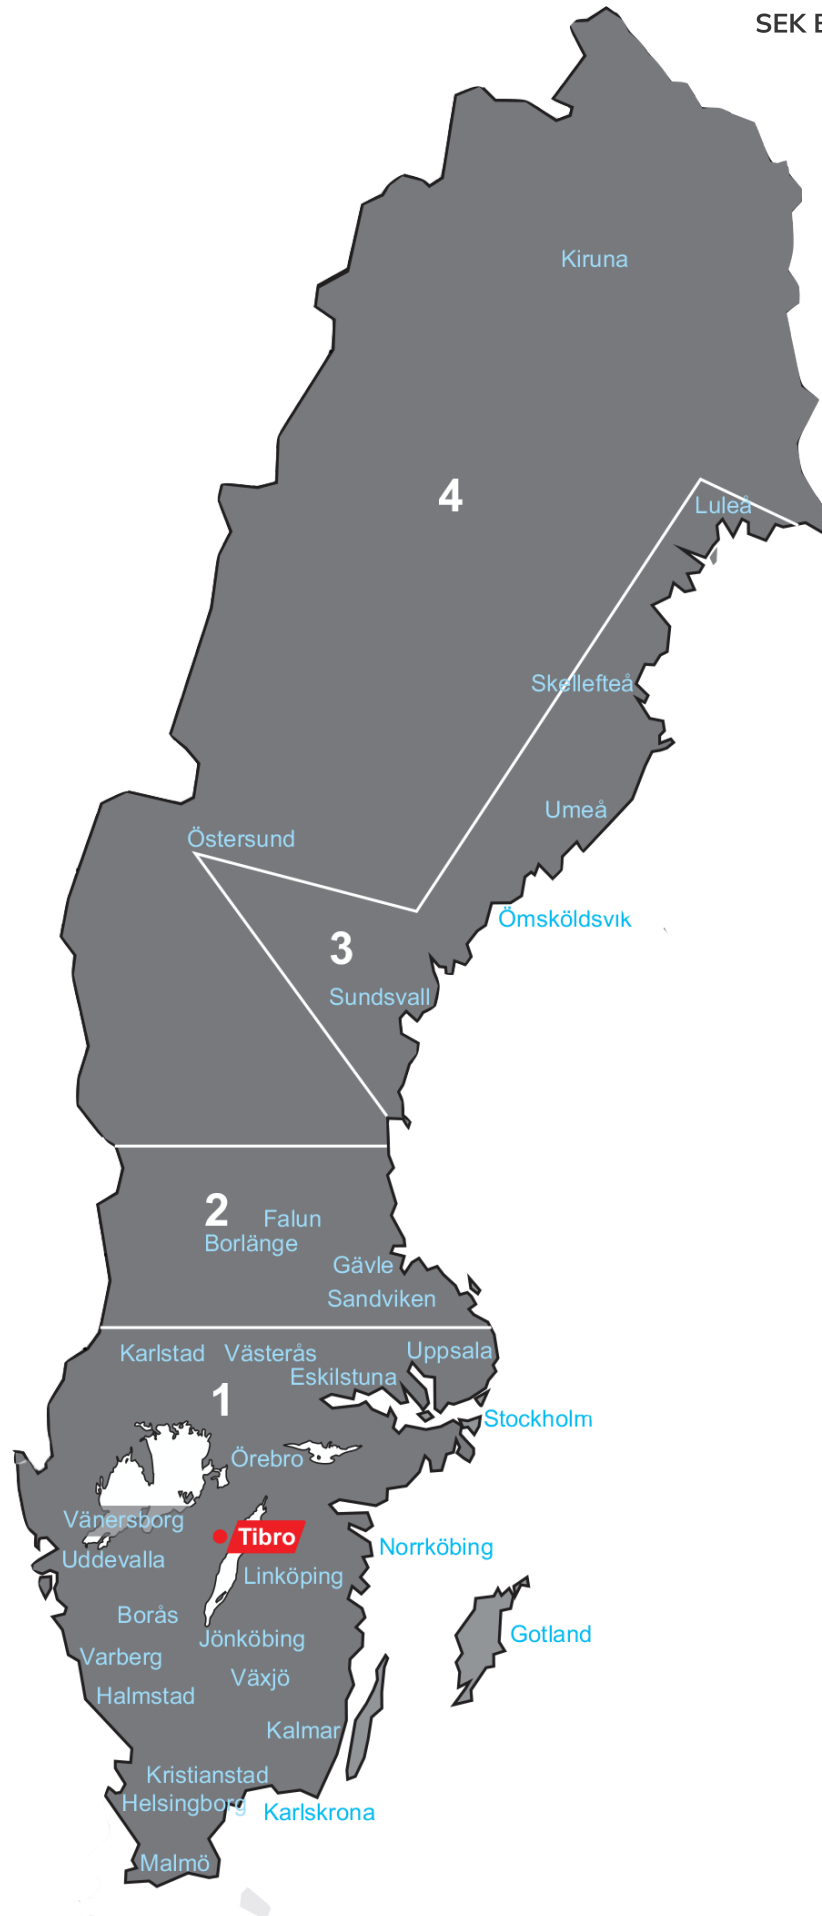 SEK E
Kiruna
4
Luleå
Skellefteå
Umeå
Östersund
Ömsköldsvık
3
Sundsvall
2
Falun
Borlänge
Gävle
Sandviken
Karlstad
Västerås
Uppsala
Eskilstuna
1
Stockholm
Örebro
Vänersborg
Tibro
Norrköbing
Uddevalla
Linköping
Borås
Gotland
Jönköbing
Varberg
Växjö
Halmstad
Kalmar
Kristianstad
Helsingborg
Karlskrona
Malmö